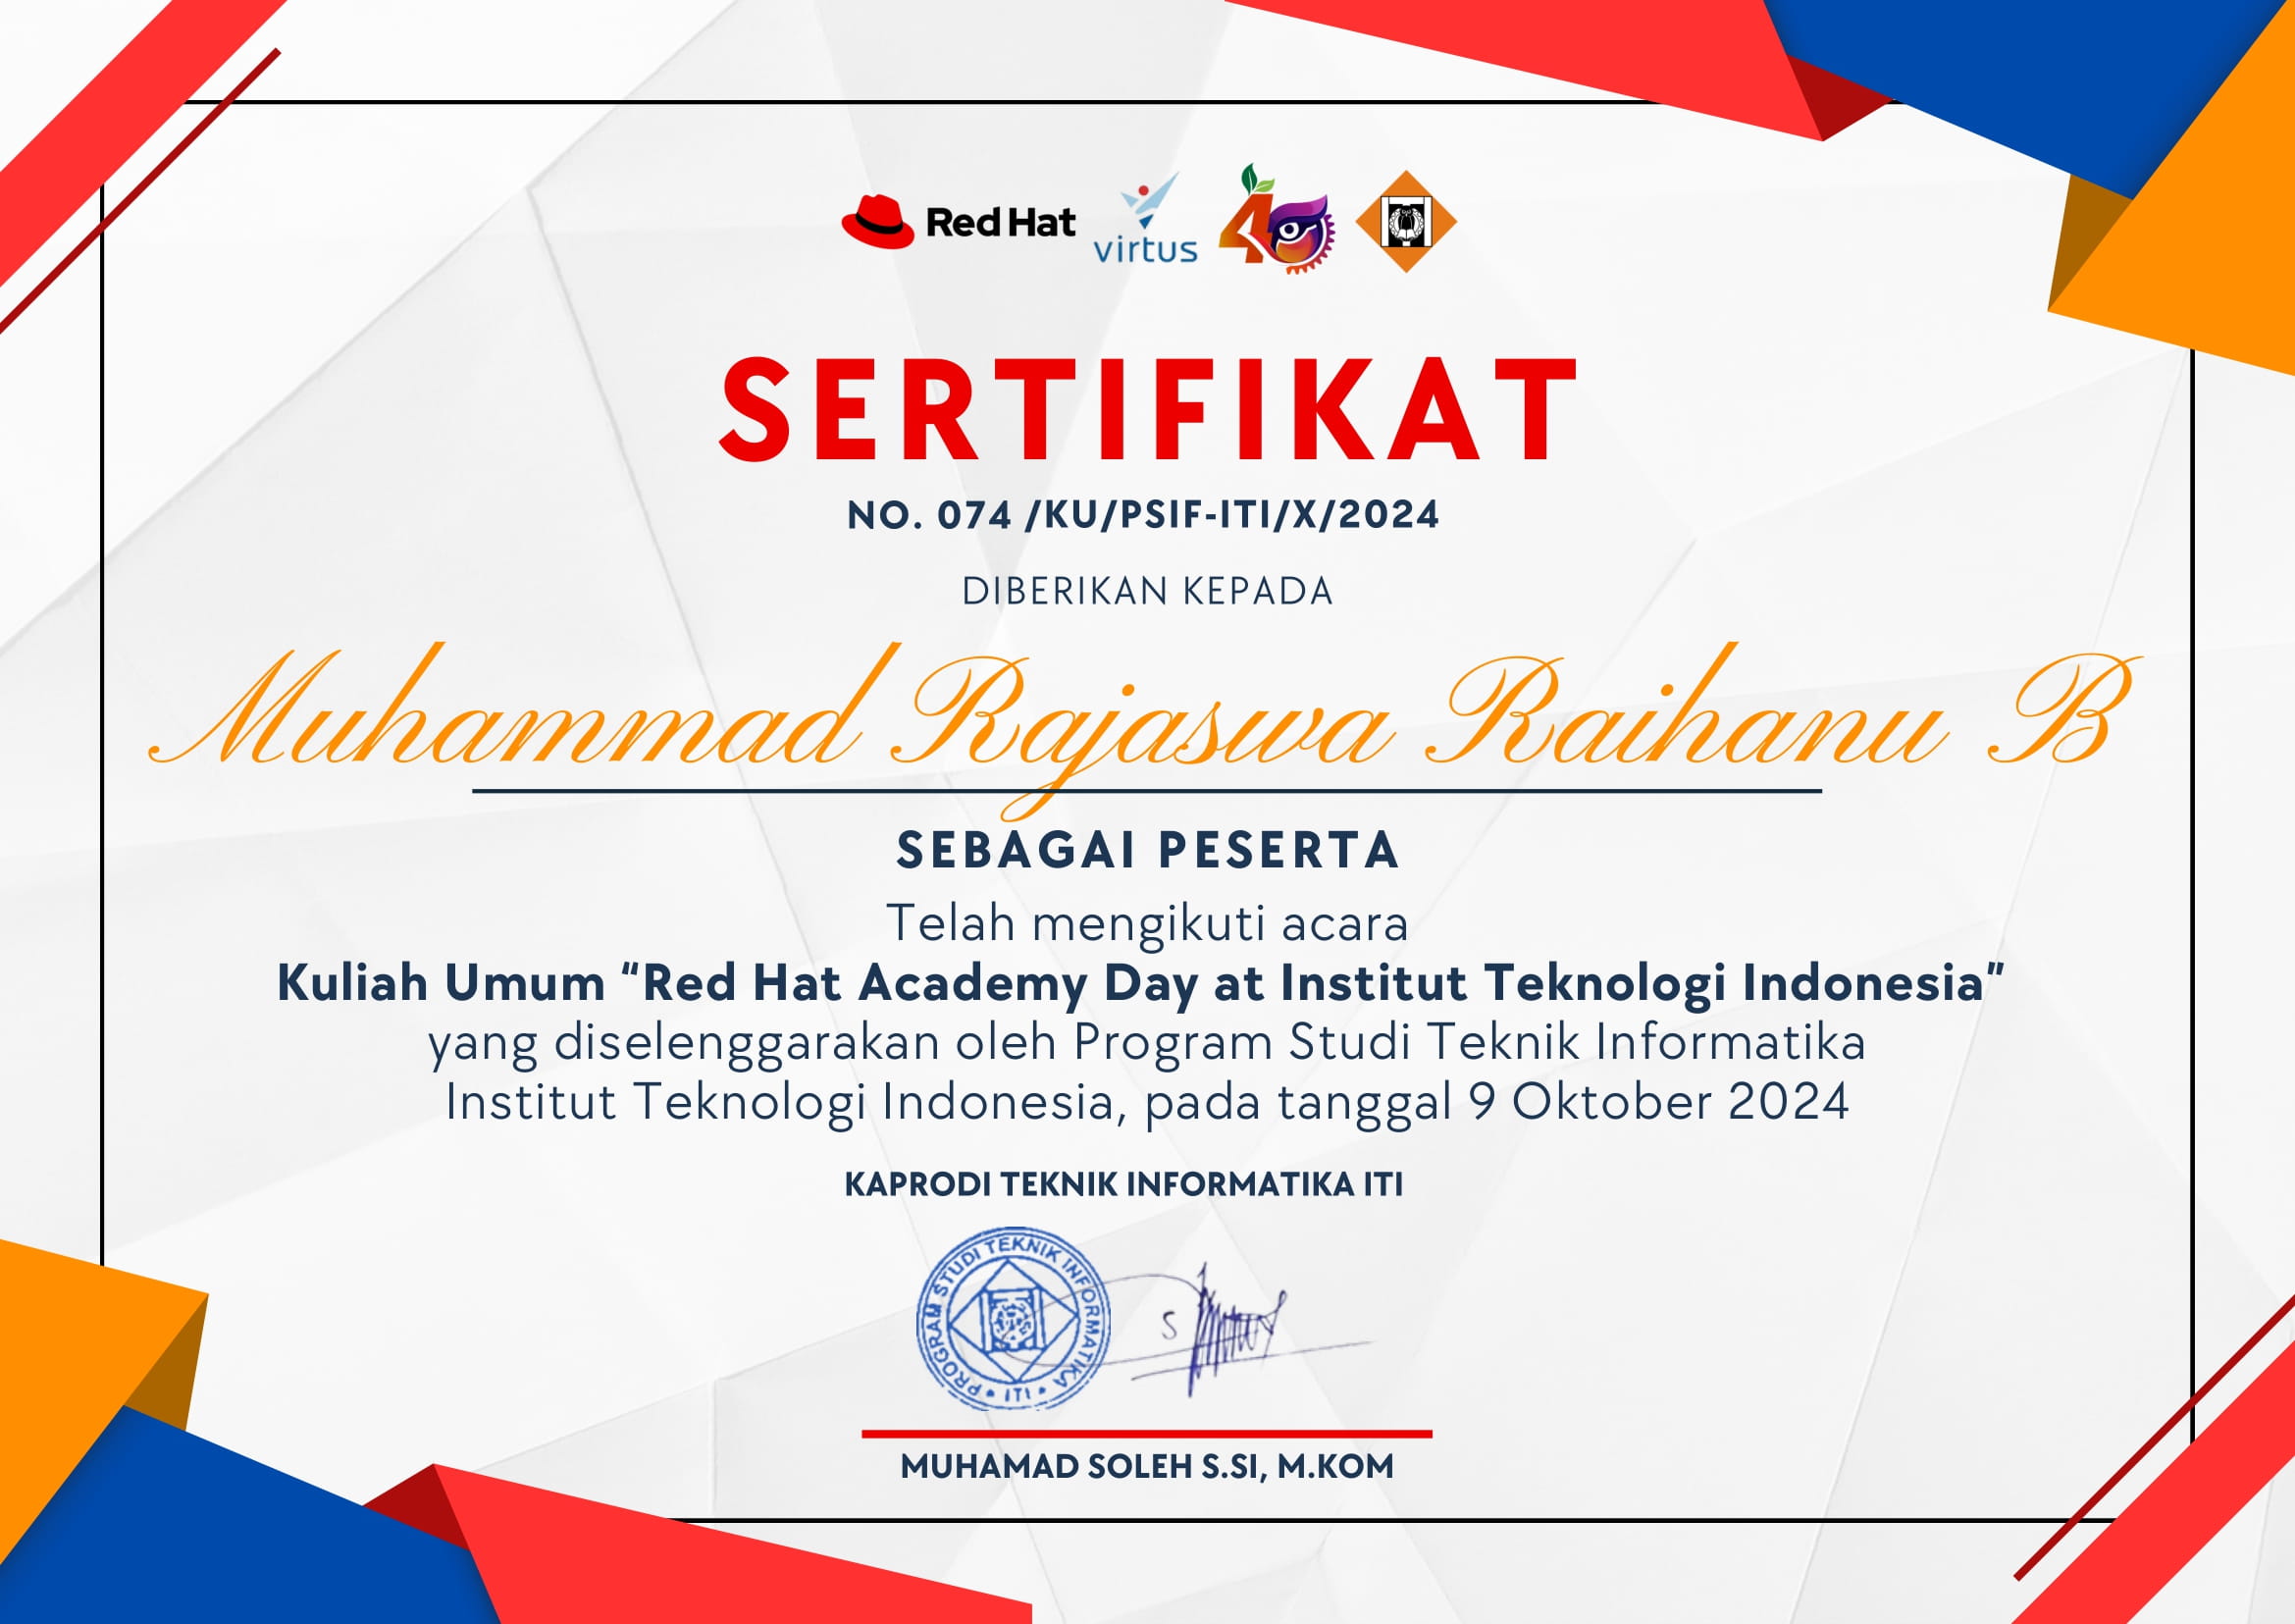 Red Hat
virtus
40
SERTIFIKAT
NO. 074 /KU/PSIF-ITI/X/2024
DIBERIKAN KEPADA
Muhammad Rajaswa Raihanu B
SEBAGAI PESERTA
Telah mengikuti acara
Kuliah Umum “Red Hat Academy Day at Institut Teknologi Indonesia”
yang diselenggarakan oleh Program Studi Teknik Informatika
Institut Teknologi Indonesia, pada tanggal 9 Oktober 2024
KAPRODI TEKNIK INFORMATIKA ITI
PROGRAM STUDI TEKNIK INFORMATIKA
ITI
MUHAMAD SOLEH S.SI, M.KOM